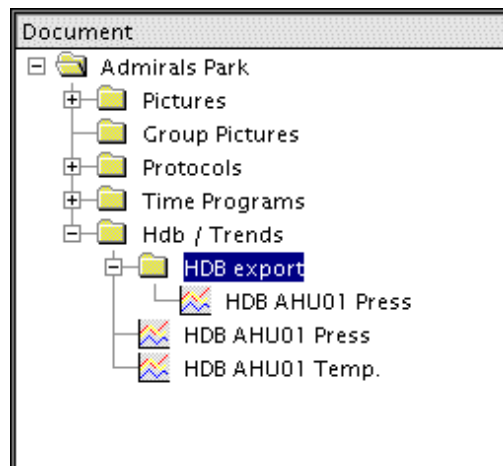 Document
Admirals Park
Pictures
Group Pictures
Protocols
Time Programs
Hdb / Trends
HDB export
HDB AHU01 Press
HDB AHU01 Press
HDB AHU01 Temp.